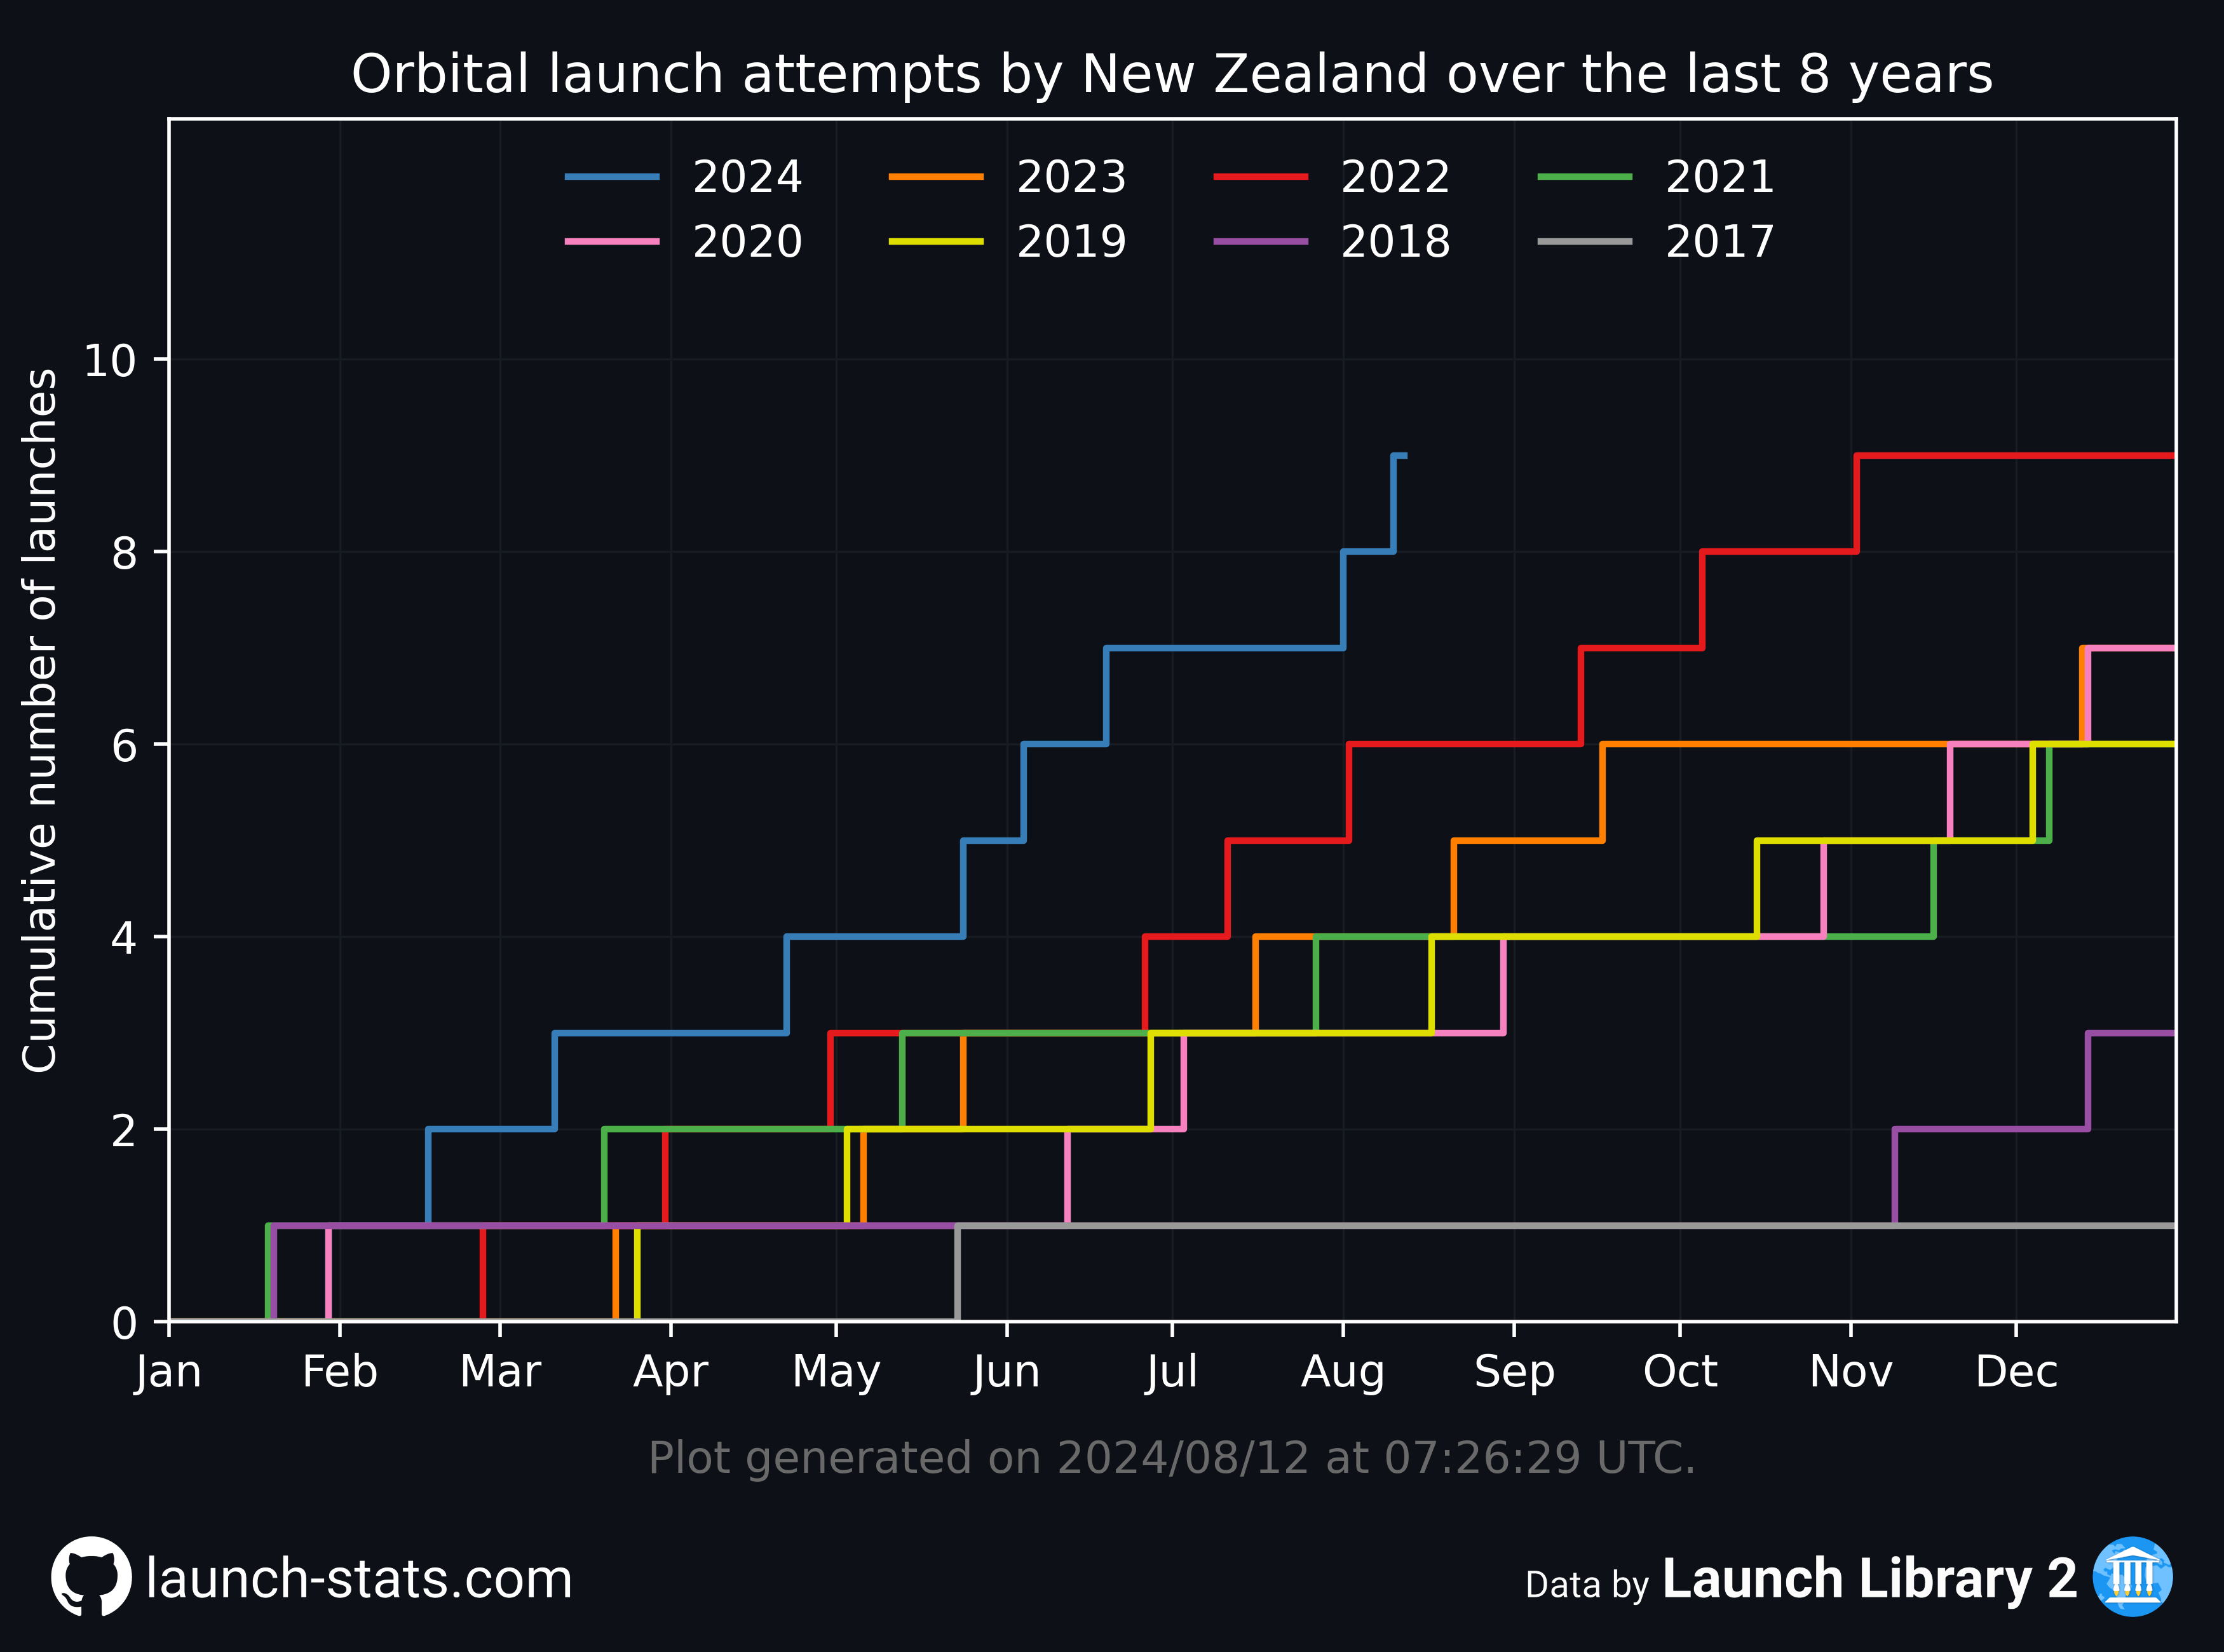 Orbital launch attempts by New Zealand over the last 8 years
2024 2023 2022 2021
2020 2019 2018 2017
Cumulative number of launches
10
8
6
4
2
0
Jan Feb Mar Apr May Jun Jul Aug Sep Oct Nov Dec
Plot generated on 2024/08/12 at 07:26:29 UTC.
launch-stats.com
Data by Launch Library 2